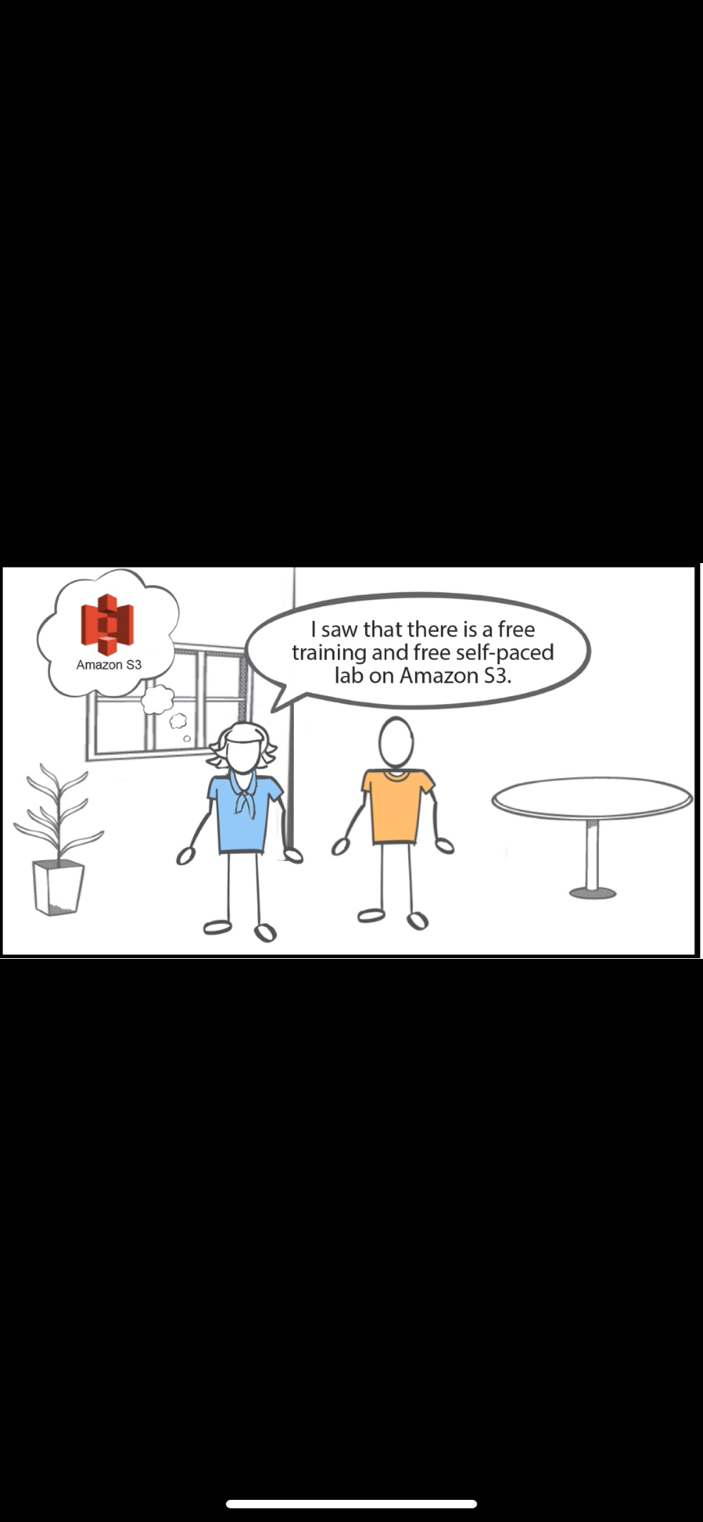 Amazon S3
I saw that there is a free
training and free self-paced
lab on Amazon S3.